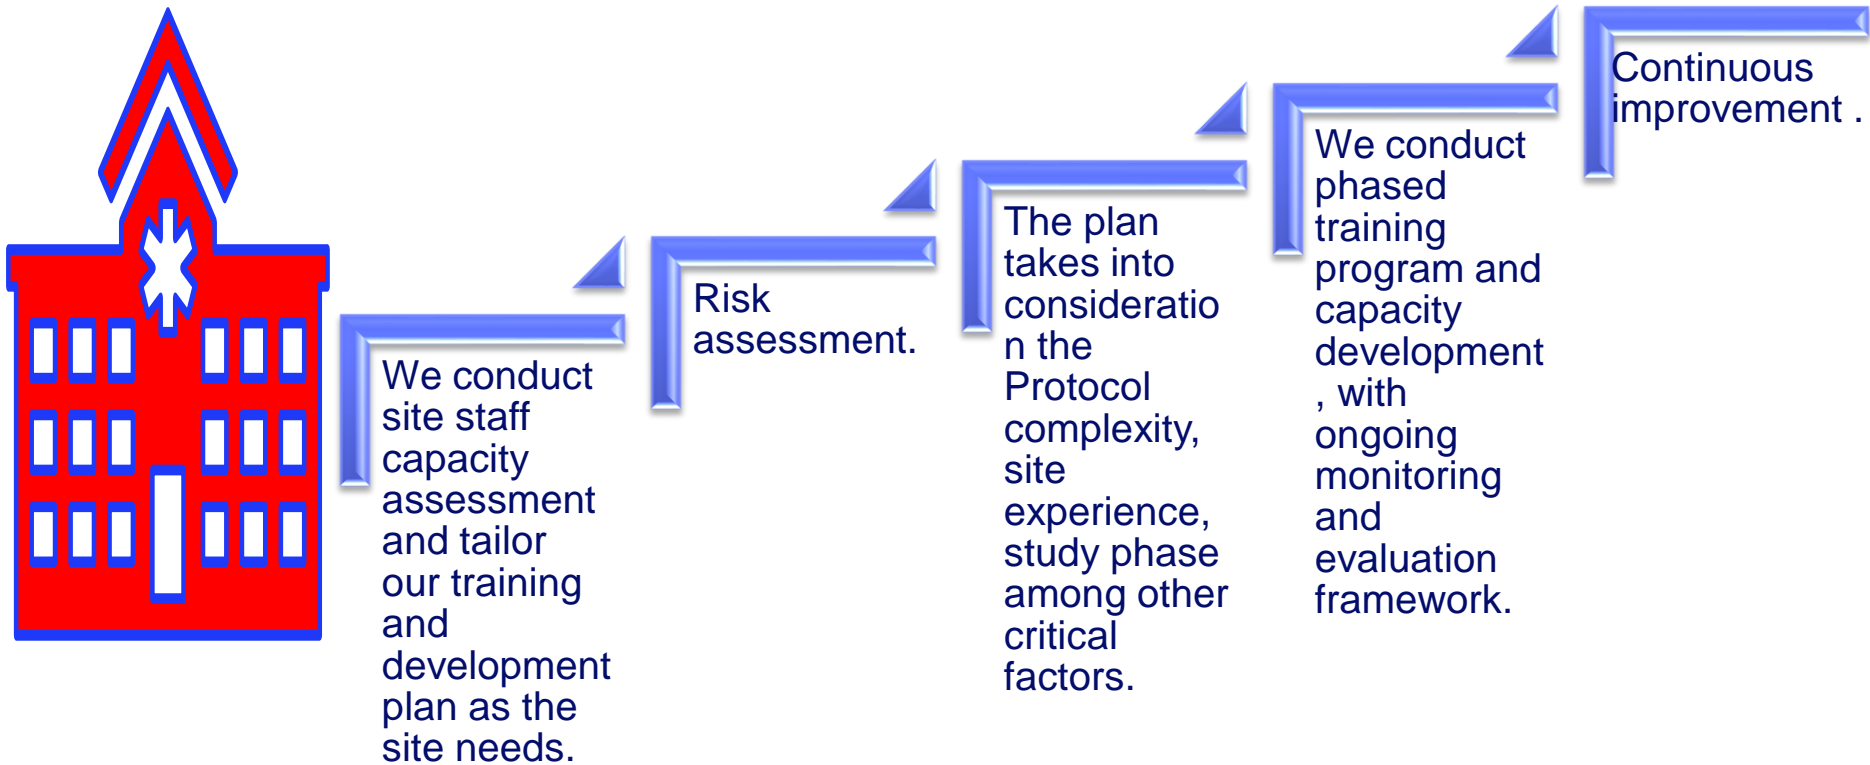 We conduct
site staff
capacity
assessment
and tailor
our training
and
development
plan as the
site needs.
Risk
assessment.
The plan
takes into
consideratio
n the
Protocol
complexity,
site
experience,
study phase
among other
critical
factors.
We conduct
phased
training
program and
capacity
development
, with
ongoing
monitoring
and
evaluation
framework.
Continuous
improvement .